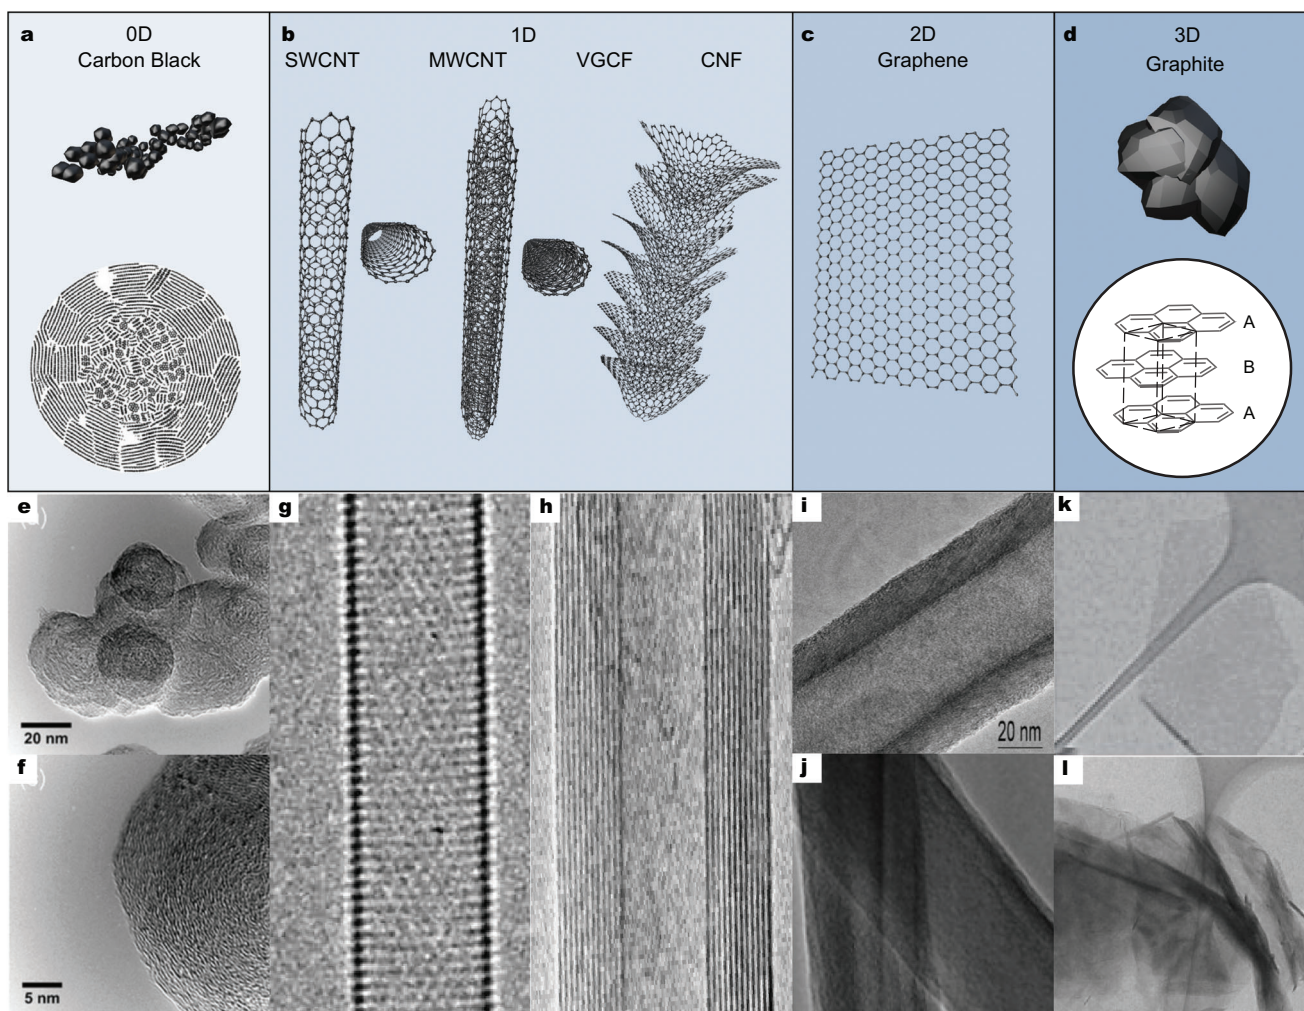 a
0D
Carbon Black
b
1D
SWCNT
MWCNT
VGCF
CNF
c
2D
Graphene
d
3D
Graphite
A
B
A
e
20 nm
f
5 nm
g
h
i
20 nm
j
k
l